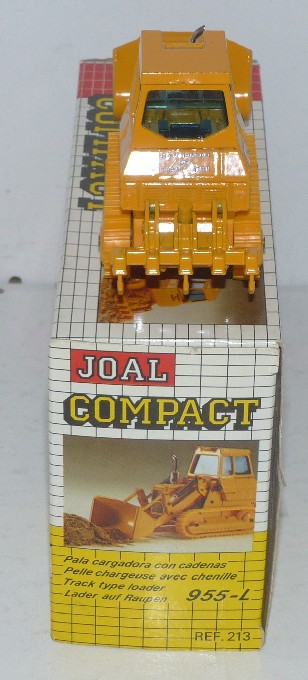 JOAL
COMPACT
Pala cargadora con cadenas
Pelle chargeuse avec chenille
Track type loader
Lader auf Raupen 955-L
REF. 213